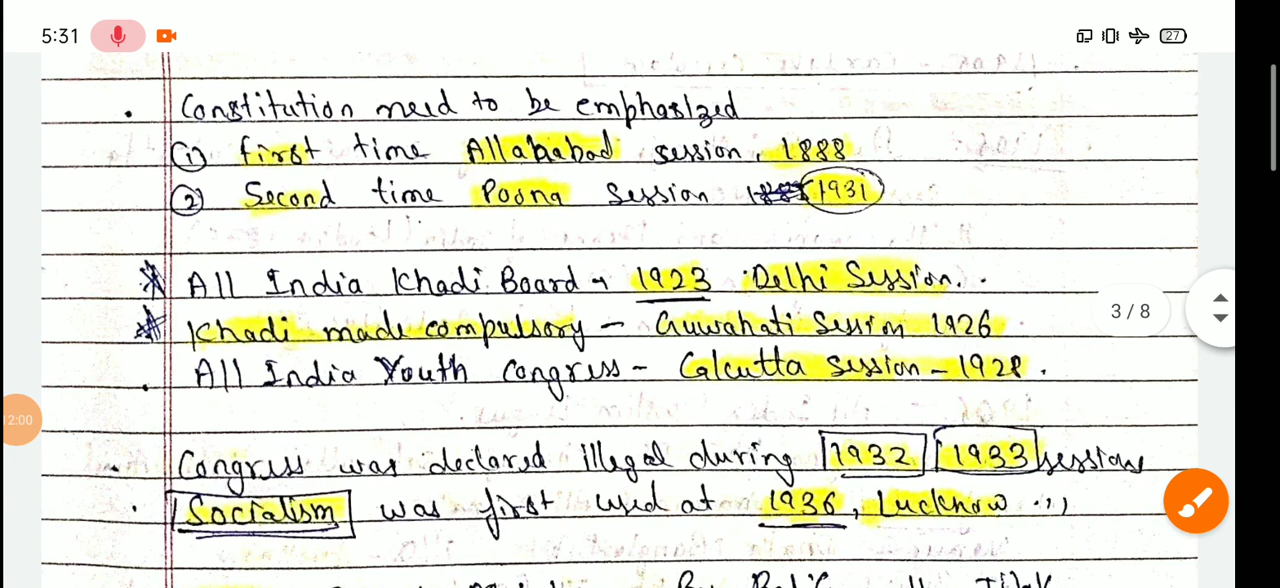 5:31 27
• Constitution need to be emphasized
① first time Allahabad session, 1888
② Second time Poona Session 1931
All India Khadi Board → 1923 Delhi Session.
3 / 8
Khadi made compulsory - Guwahati Session 1926
• All India Youth Congress - Calcutta session - 1928.
12:00
• Congress was declared illegal during 1932 1933 sessions
• Socialism was first used at 1936, Lucknow